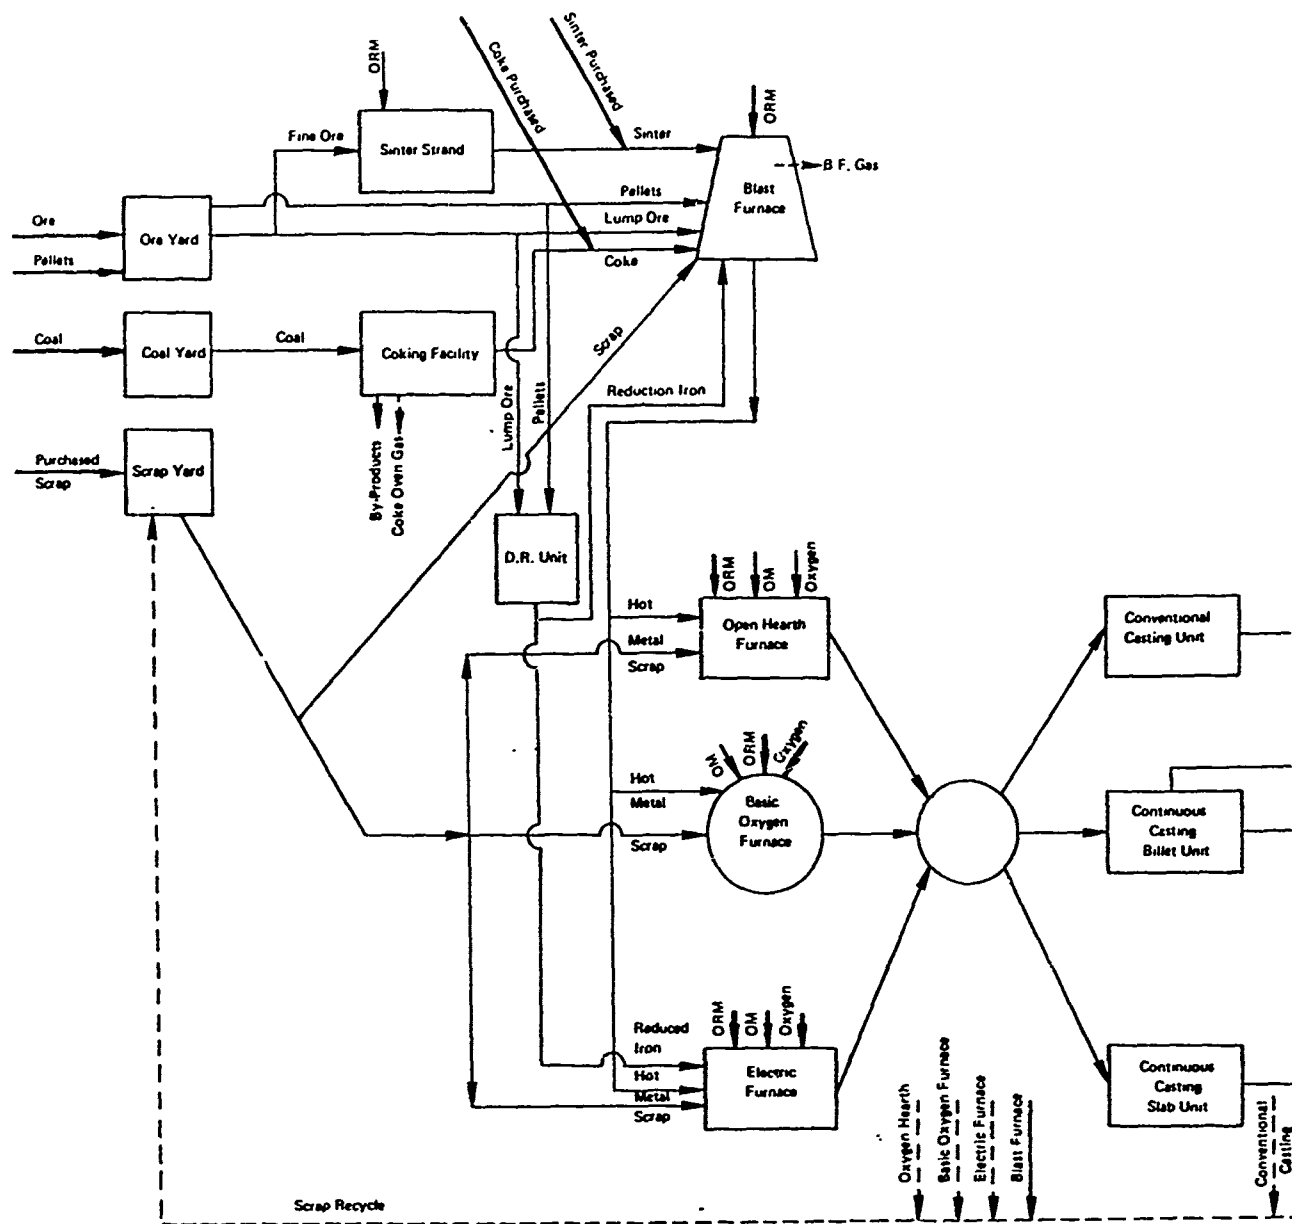 Coke Purchased
Sinter Purchased
ORM
ORM
Fine Ore
Sinter Strand
Sinter
B F. Gas
Blast
Furnace
Pellets
Lump Ore
Coke
Ore
Ore Yard
Pellets
Coal
Coal Yard
Coal
Coking Facility
Scrap
Reduction Iron
Lump Ore
Pellets
By-Products
Coke Oven Gas
Purchased
Scrap
Scrap Yard
D.R. Unit
ORM
OM
Oxygen
Hot
Metal
Scrap
Open Hearth
Furnace
Conventional
Casting Unit
OM
ORM
Oxygen
Hot
Metal
Scrap
Basic
Oxygen
Furnace
Continuous
Casting
Billet Unit
ORM
OM
Oxygen
Reduced
Iron
Hot
Metal
Scrap
Electric
Furnace
Continuous
Casting
Slab Unit
Oxygen Hearth
Basic Oxygen Furnace
Electric Furnace
Blast Furnace
Conventional
Casting
Scrap Recycle